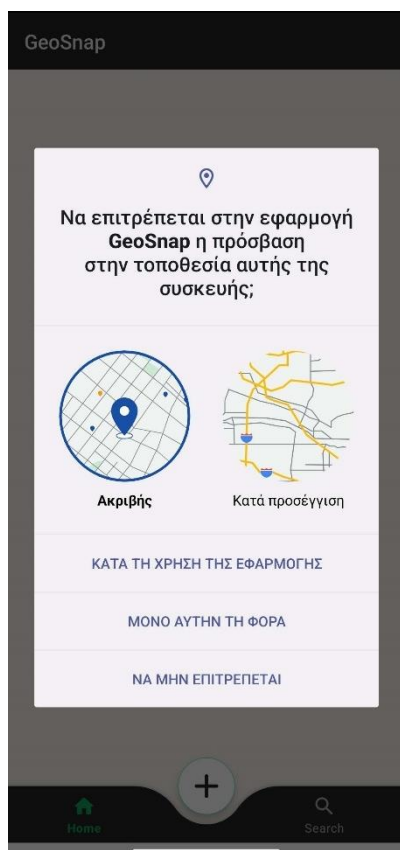 GeoSnap
Να επιτρέπεται στην εφαρμογή
GeoSnap η πρόσβαση
στην τοποθεσία αυτής της
συσκευής;
Ακριβής
Κατά προσέγγιση
ΚΑΤΑ ΤΗ ΧΡΗΣΗ ΤΗΣ ΕΦΑΡΜΟΓΗΣ
ΜΟΝΟ ΑΥΤΗΝ ΤΗ ΦΟΡΑ
ΝΑ ΜΗΝ ΕΠΙΤΡΕΠΕΤΑΙ
Home
Search